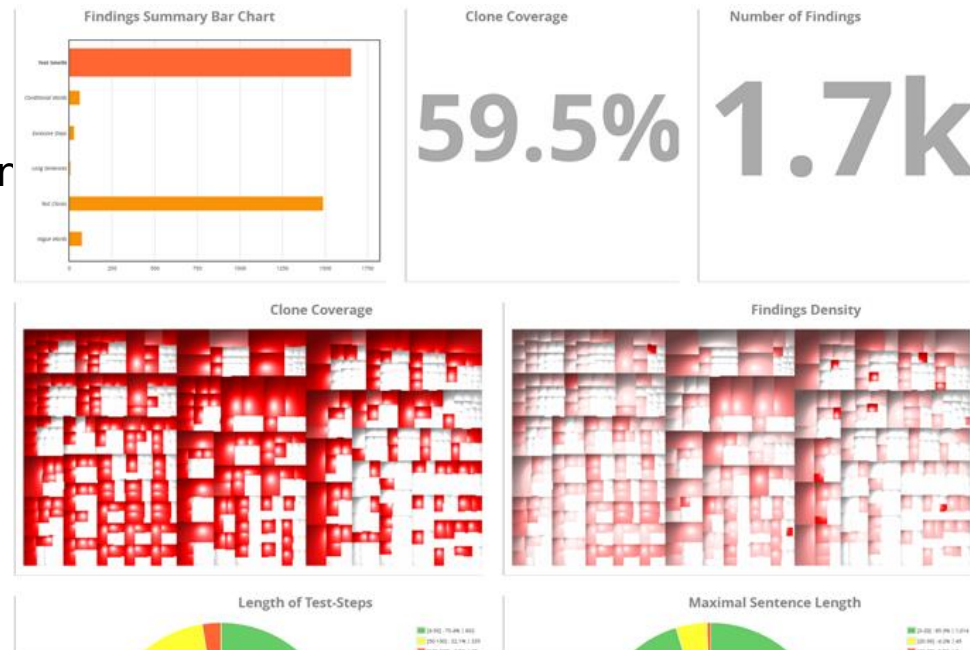 Findings Summary Bar Chart
Clone Coverage
Number of Findings
Test Smells
Conditional Words
Extensive Steps
Long Sentences
Test Clones
Vague Words
0 250 500 750 1000 1250 1500 1750
59.5%
1.7k
Clone Coverage
Findings Density
Length of Test-Steps
Maximal Sentence Length